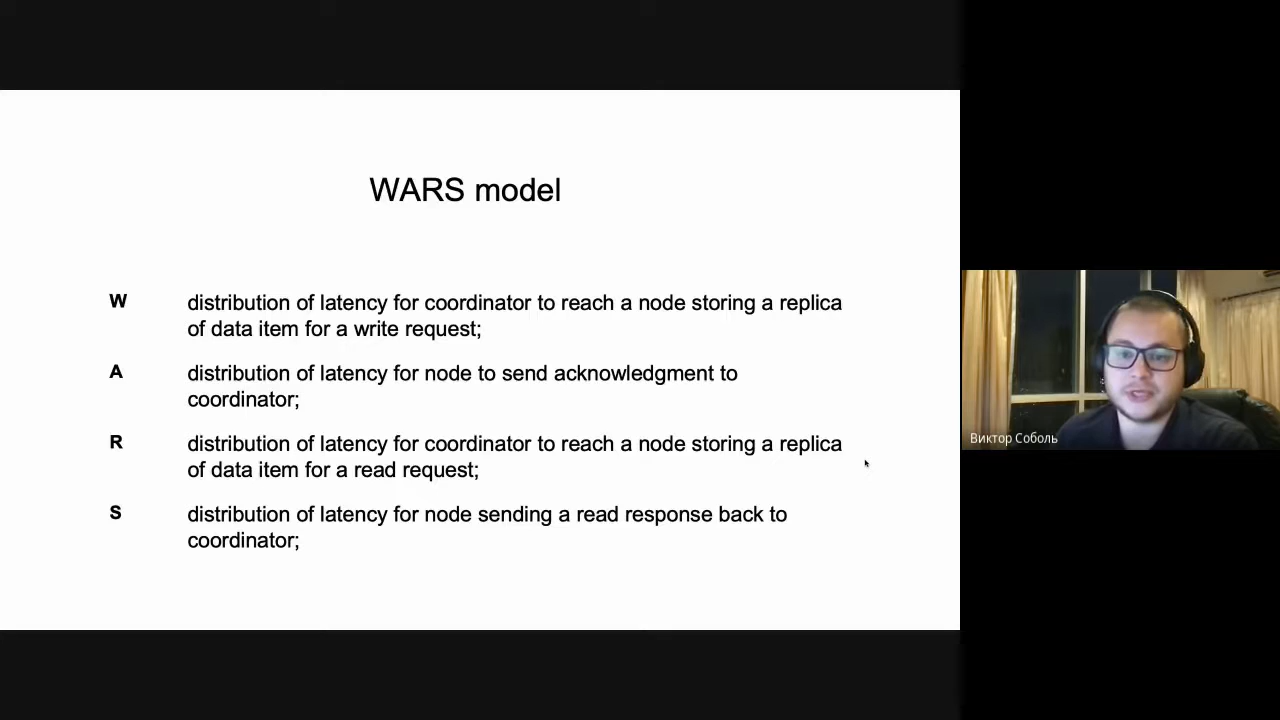 WARS model
W
distribution of latency for coordinator to reach a node storing a replica
of data item for a write request;
A
distribution of latency for node to send acknowledgment to
coordinator;
R
distribution of latency for coordinator to reach a node storing a replica
of data item for a read request;
S
distribution of latency for node sending a read response back to
coordinator;
Виктор Соболь